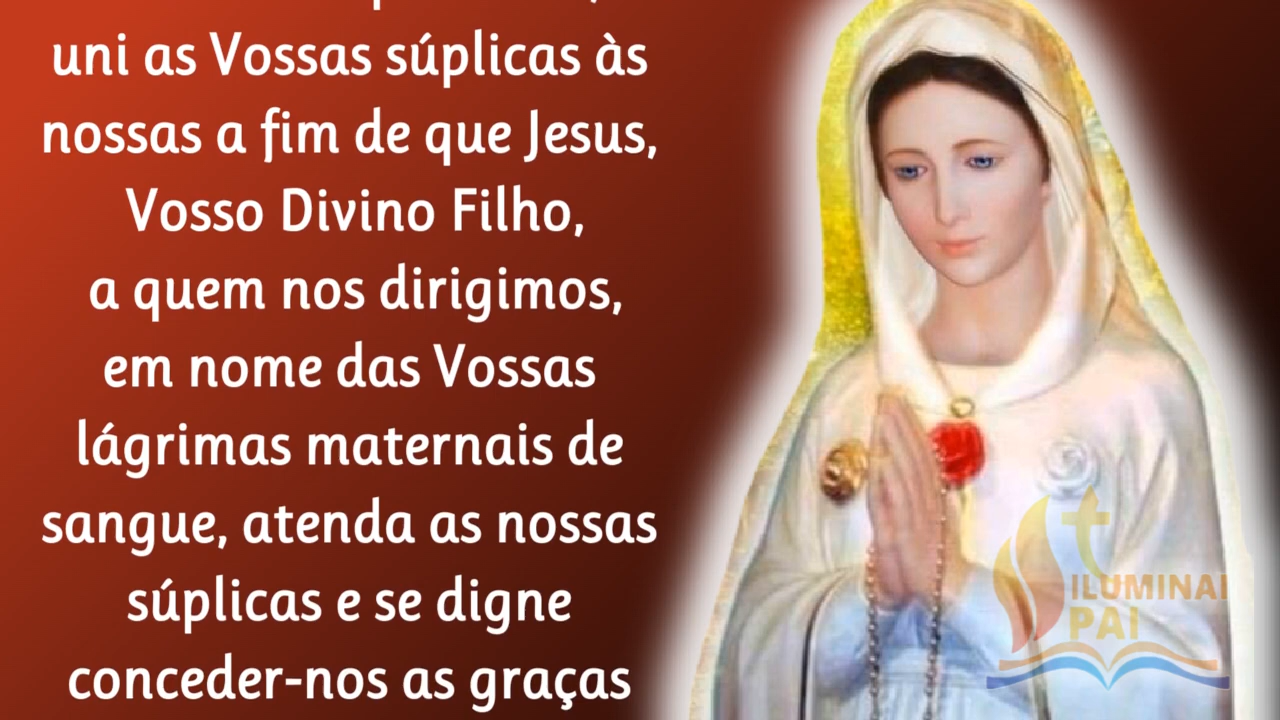 uni as Vossas súplicas às
nossas a fim de que Jesus,
Vosso Divino Filho,
a quem nos dirigimos,
em nome das Vossas
lágrimas maternais de
sangue, atenda as nossas
súplicas e se digne
conceder-nos as graças
ILUMINAI
PAI